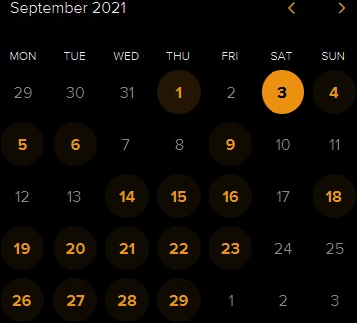 September 2021
MON TUE WED THU FRI SAT SUN
29 30 31 1 2 3 4
5 6 7 8 9 10 11
12 13 14 15 16 17 18
19 20 21 22 23 24 25
26 27 28 29 1 2 3